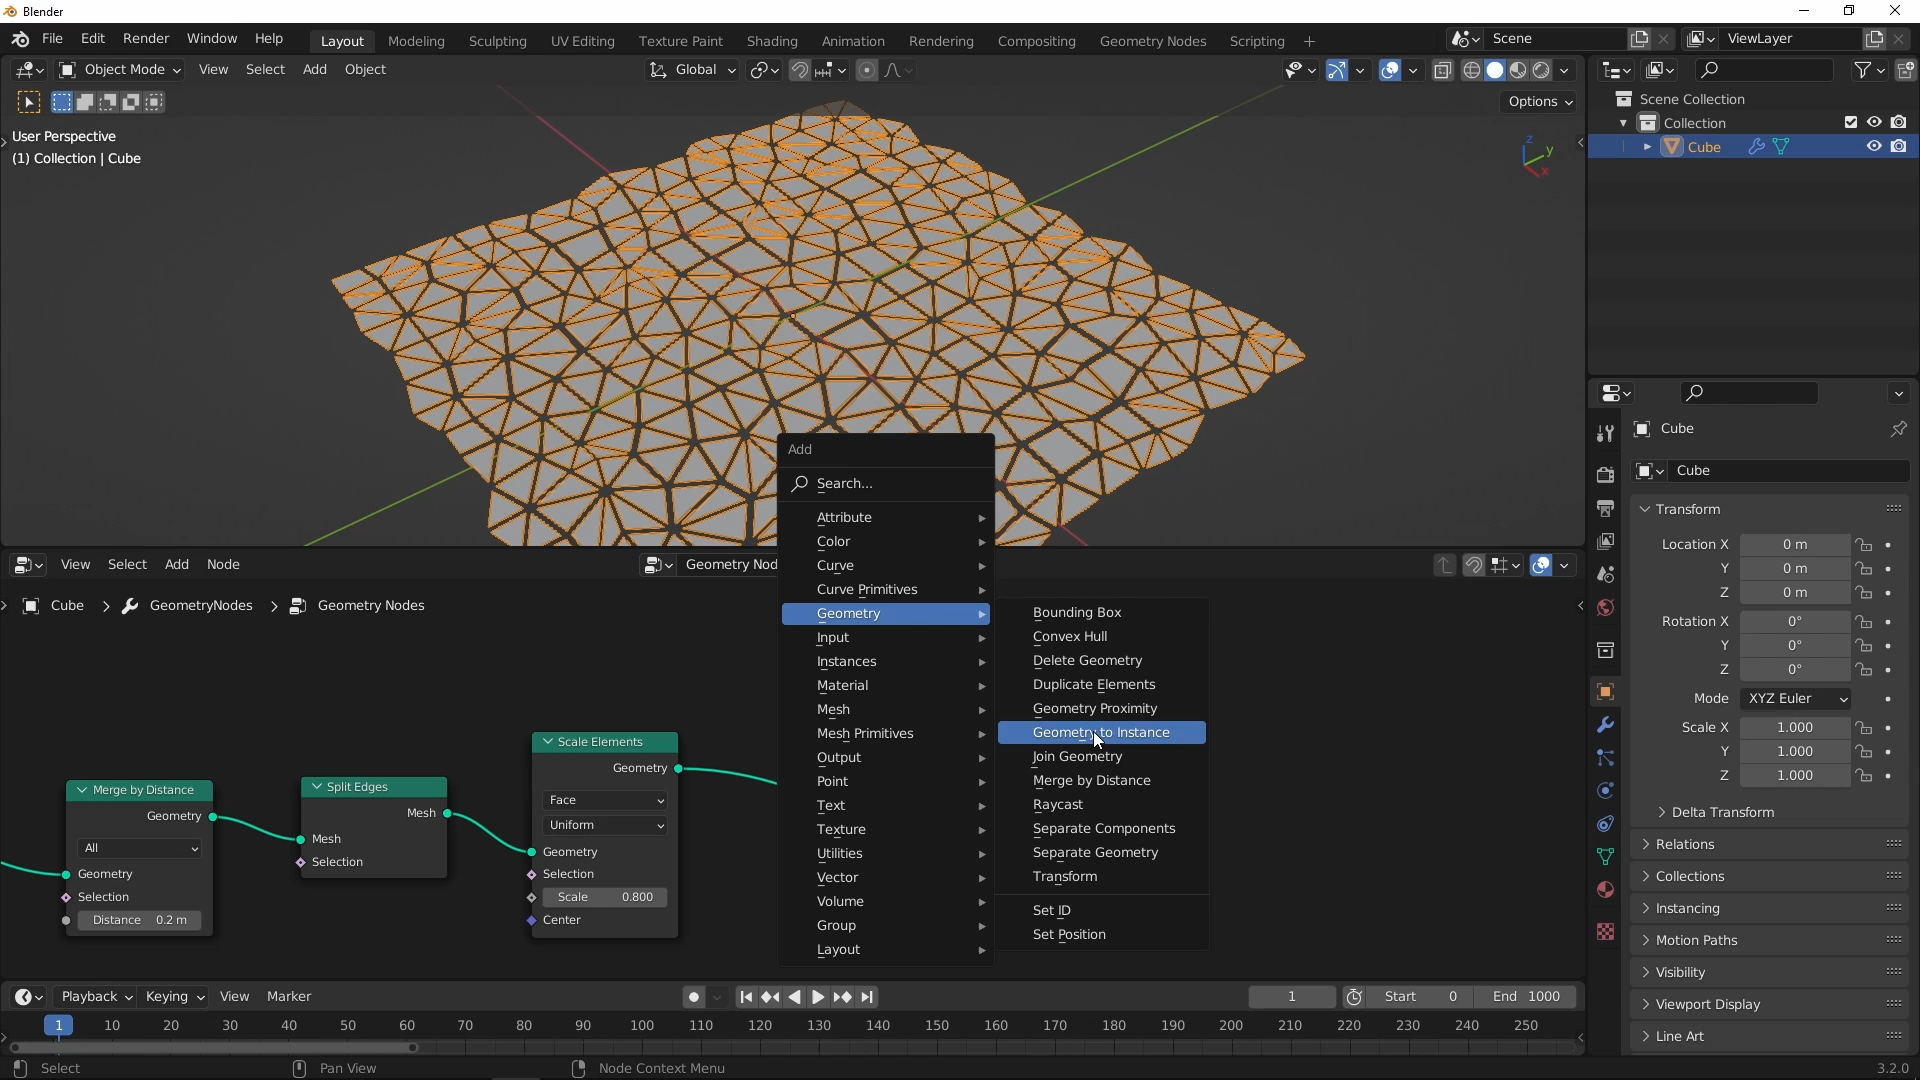 Blender
File Edit Render Window Help
Layout Modeling Sculpting UV Editing Texture Paint Shading Animation Rendering Compositing Geometry Nodes Scripting +
Scene
ViewLayer
Object Mode View Select Add Object
Global
Options
User Perspective
(1) Collection | Cube
Z
Y
X
Scene Collection
Collection
Cube
Cube
Cube
Transform
Location X 0 m
Y 0 m
Z 0 m
Rotation X 0°
Y 0°
Z 0°
Mode XYZ Euler
Scale X 1.000
Y 1.000
Z 1.000
Delta Transform
Relations
Collections
Instancing
Motion Paths
Visibility
Viewport Display
Line Art
Add
Search...
Attribute
Color
Curve
Curve Primitives
Geometry
Input
Instances
Material
Mesh
Mesh Primitives
Output
Point
Text
Texture
Utilities
Vector
Volume
Group
Layout
Bounding Box
Convex Hull
Delete Geometry
Duplicate Elements
Geometry Proximity
Geometry to Instance
Join Geometry
Merge by Distance
Raycast
Separate Components
Separate Geometry
Transform
Set ID
Set Position
View Select Add Node
Geometry Nod
Cube > GeometryNodes > Geometry Nodes
Merge by Distance
Geometry
All
Geometry
Selection
Distance 0.2 m
Split Edges
Mesh
Mesh
Selection
Scale Elements
Geometry
Face
Uniform
Geometry
Selection
Scale 0.800
Center
Playback Keying View Marker
1
Start 0
End 1000
1 10 20 30 40 50 60 70 80 90 100 110 120 130 140 150 160 170 180 190 200 210 220 230 240 250
Select
Pan View
Node Context Menu
3.2.0